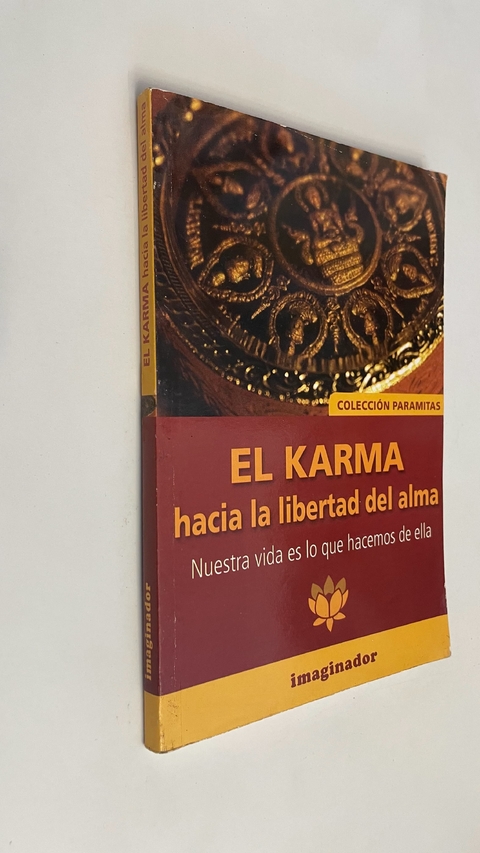 EL KARMA hacia la libertad del alma
imaginador
COLECCIÓN PARAMITAS
EL KARMA
hacia la libertad del alma
Nuestra vida es lo que hacemos de ella
imaginador